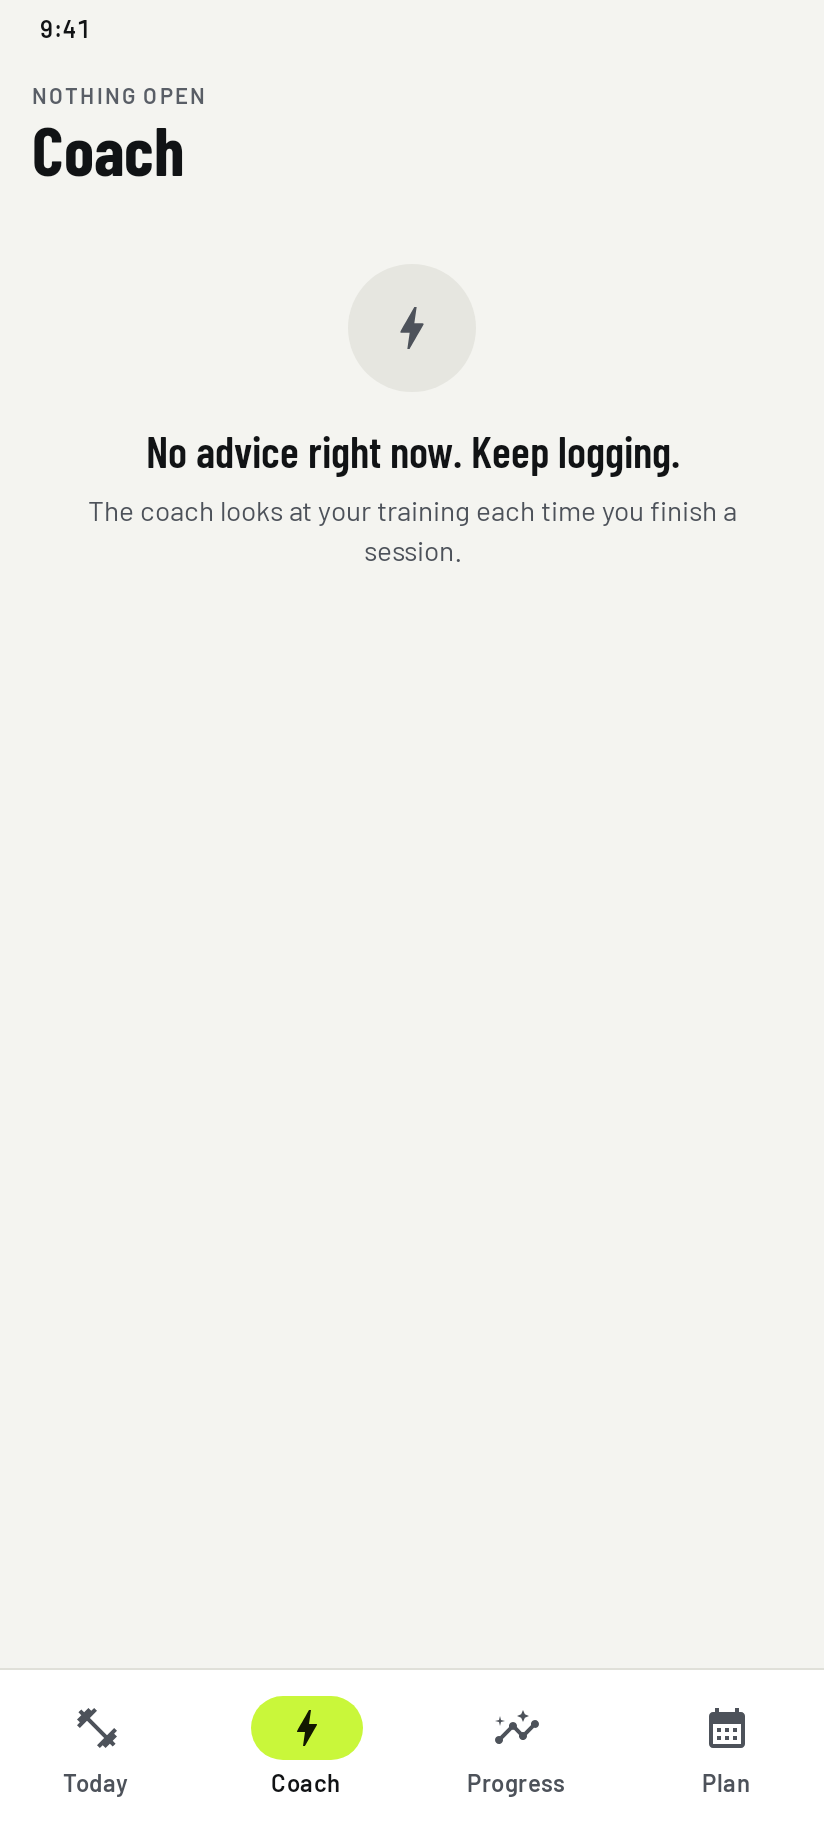 9:41
NOTHING OPEN
Coach
No advice right now. Keep logging.
The coach looks at your training each time you finish a
session.
Today
Coach
Progress
Plan